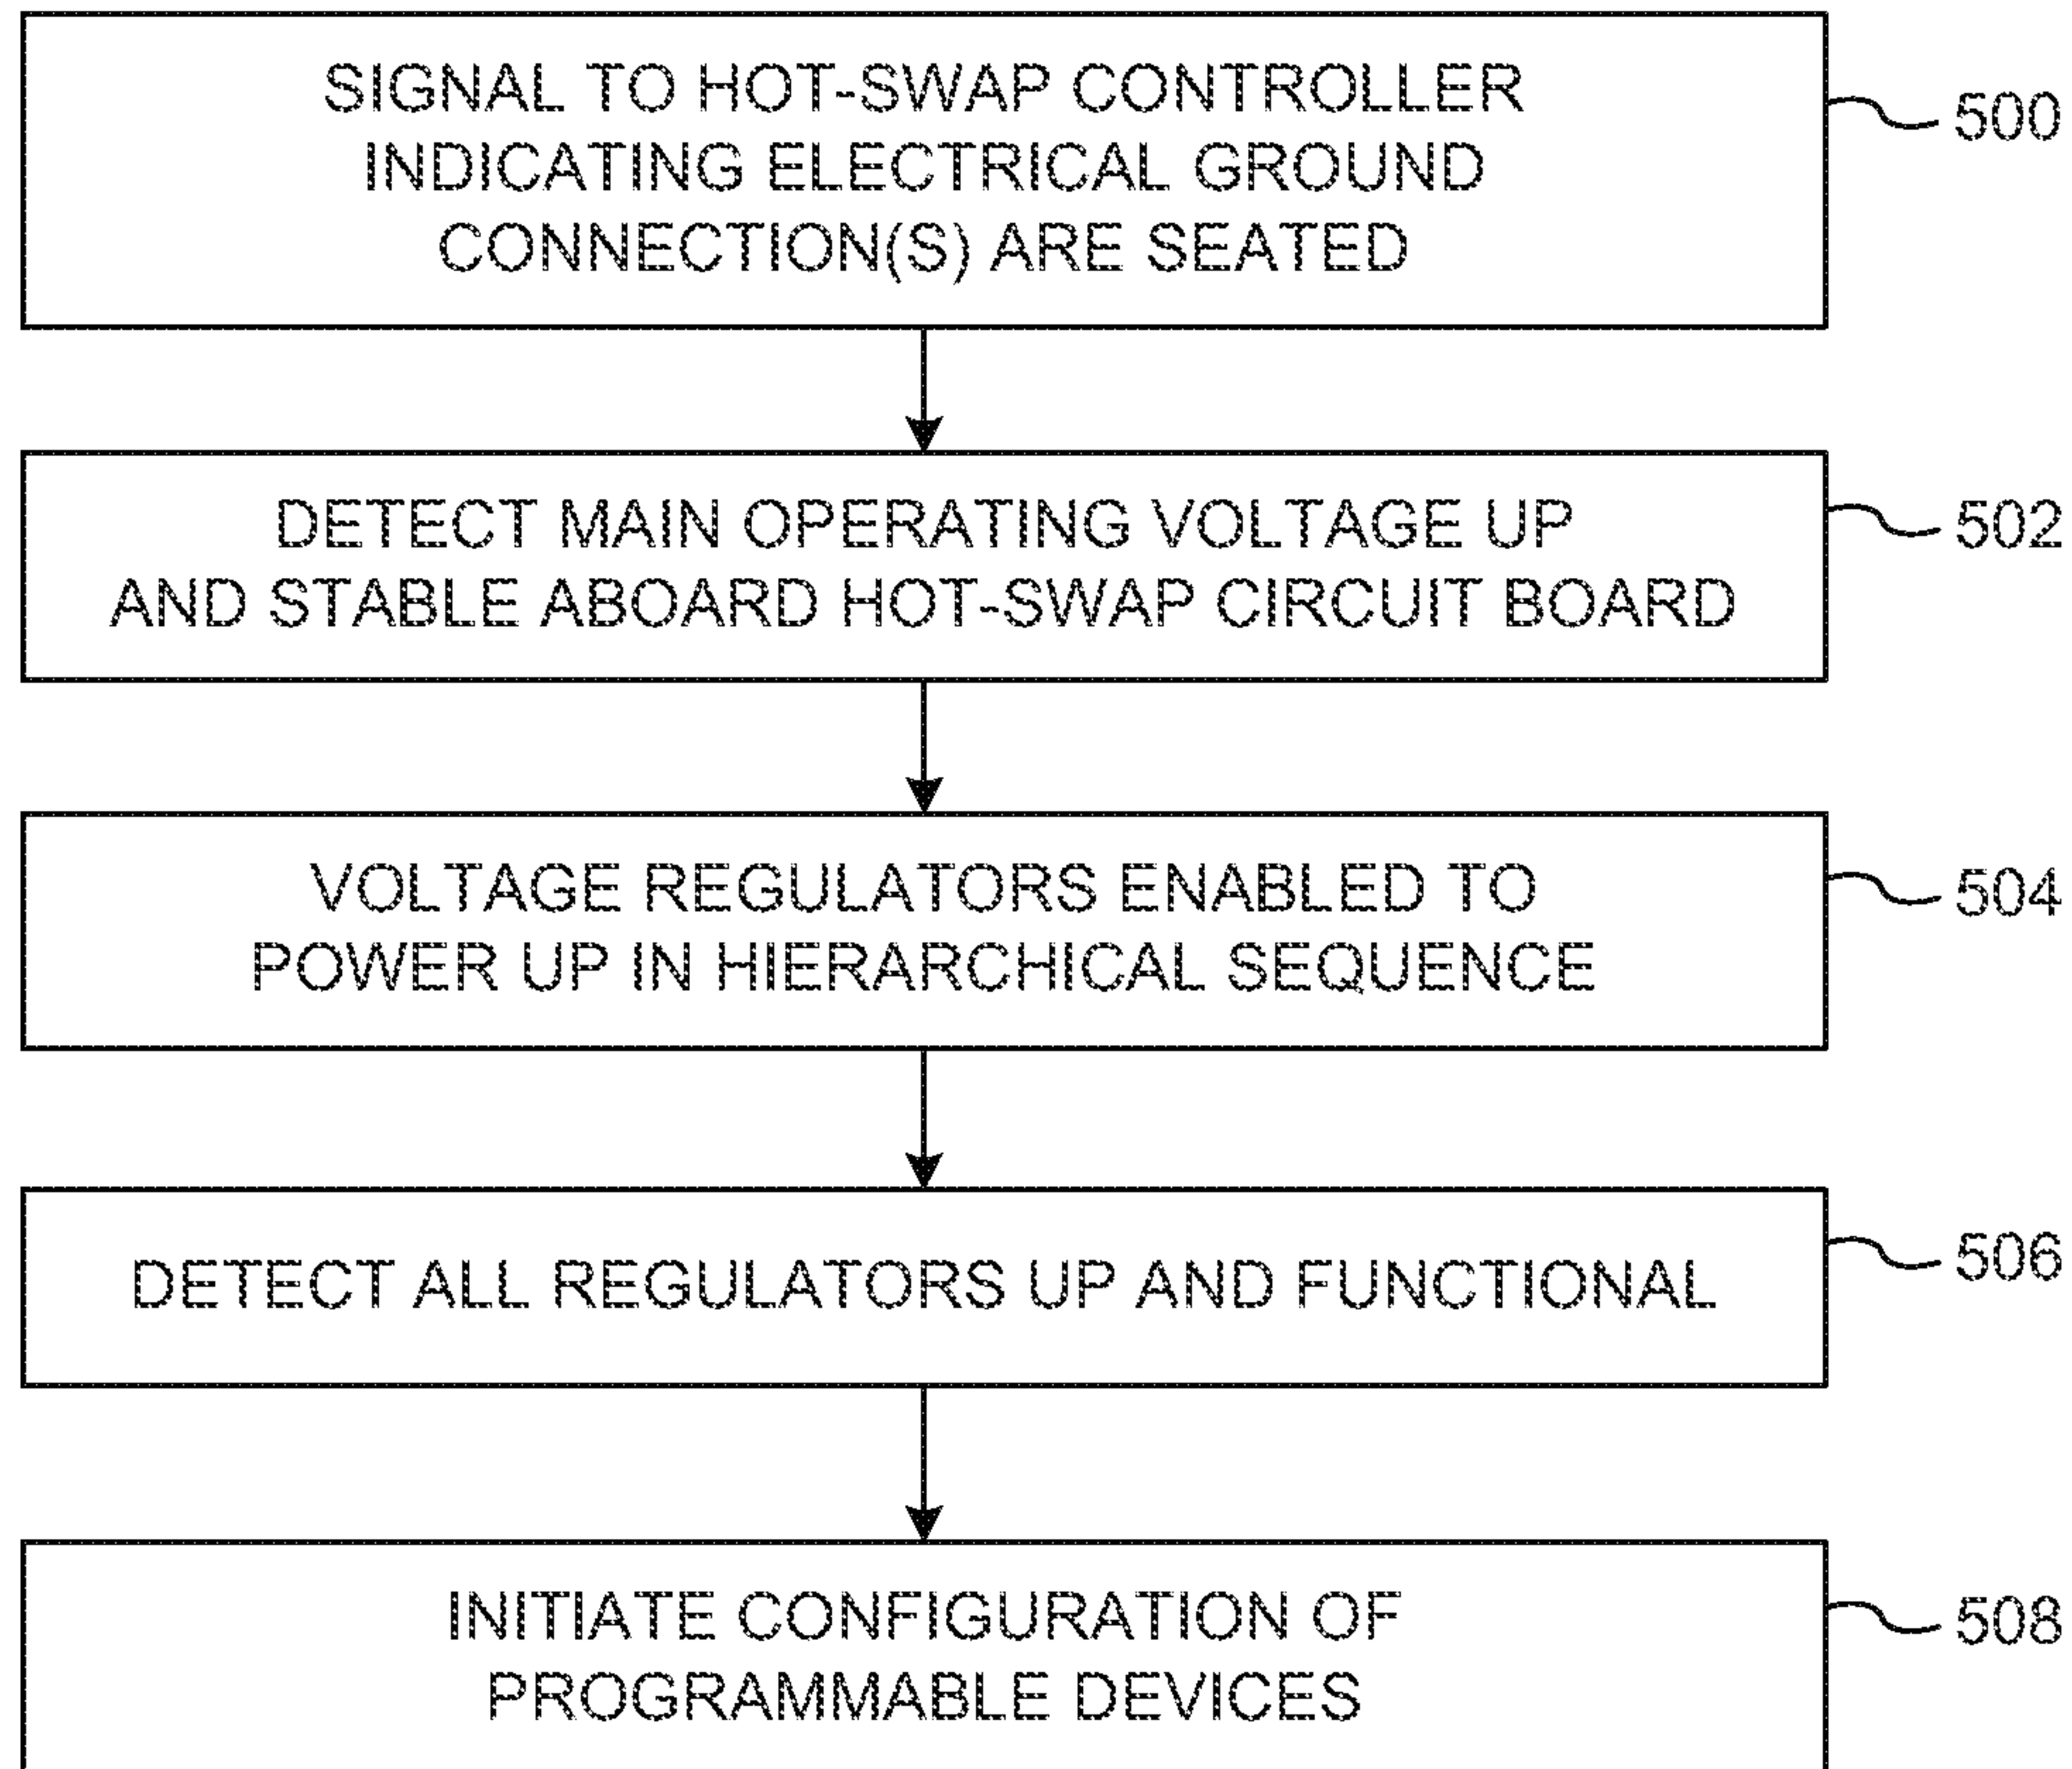 SIGNAL TO HOT-SWAP CONTROLLER
INDICATING ELECTRICAL GROUND
CONNECTION(S) ARE SEATED
500
DETECT MAIN OPERATING VOLTAGE UP
AND STABLE ABOARD HOT-SWAP CIRCUIT BOARD
502
VOLTAGE REGULATORS ENABLED TO
POWER UP IN HIERARCHICAL SEQUENCE
504
DETECT ALL REGULATORS UP AND FUNCTIONAL
506
INITIATE CONFIGURATION OF
PROGRAMMABLE DEVICES
508